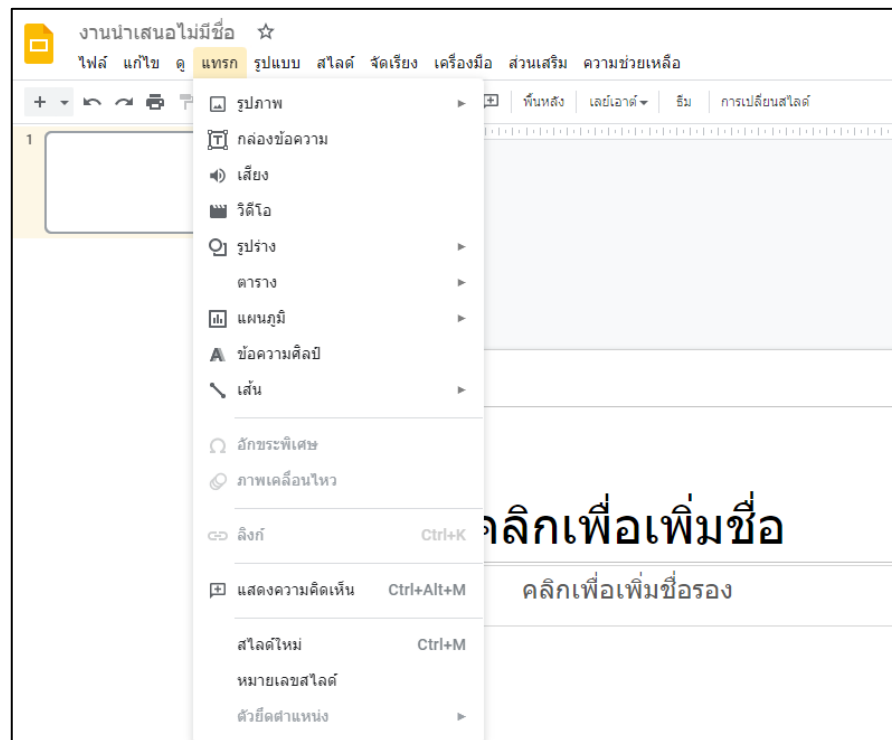 งานนำเสนอไม่มีชื่อ
ไฟล์ แก้ไข ดู แทรก รูปแบบ สไลด์ จัดเรียง เครื่องมือ ส่วนเสริม ความช่วยเหลือ
พื้นหลัง เลย์เอาต์ ธีม การเปลี่ยนสไลด์
1
รูปภาพ
กล่องข้อความ
เสียง
วิดีโอ
รูปร่าง
ตาราง
แผนภูมิ
ข้อความศิลป์
เส้น
อักขระพิเศษ
ภาพเคลื่อนไหว
ลิงก์ Ctrl+K
แสดงความคิดเห็น Ctrl+Alt+M
สไลด์ใหม่ Ctrl+M
หมายเลขสไลด์
ตัวยึดตำแหน่ง
คลิกเพื่อเพิ่มชื่อ
คลิกเพื่อเพิ่มชื่อรอง